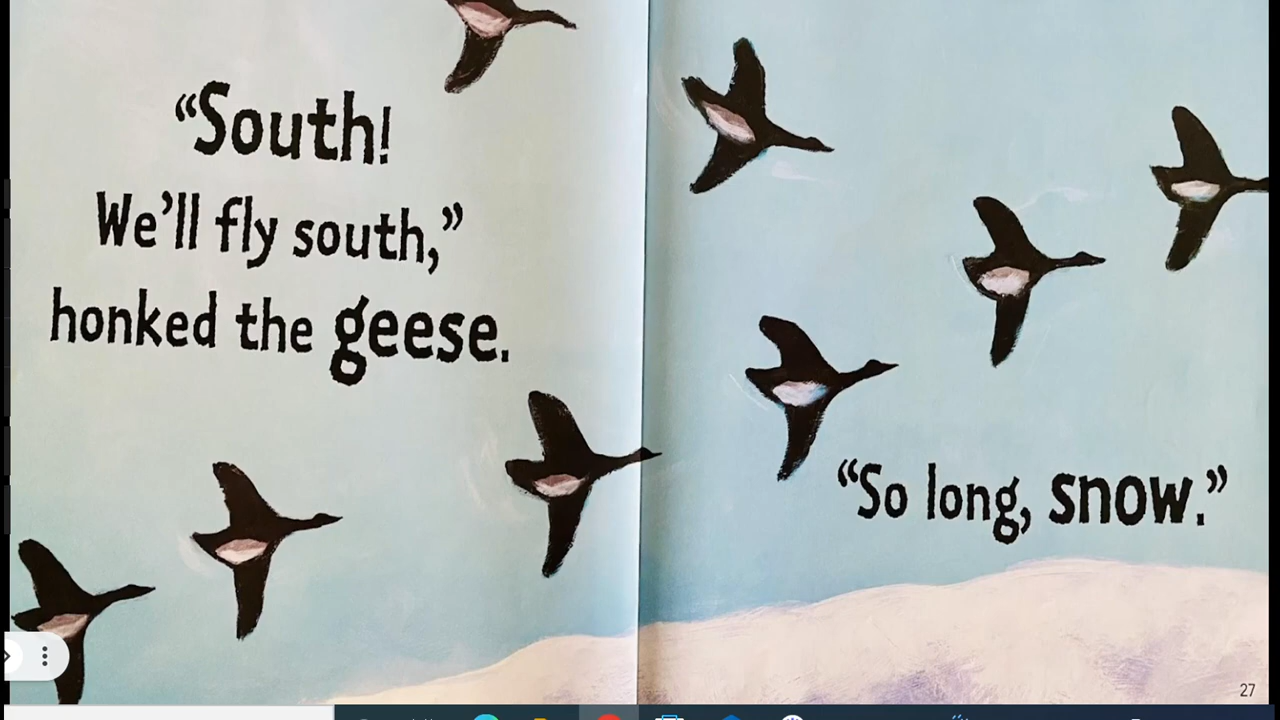 “South!
We’ll fly south,”
honked the geese.
“So long, snow.”
27